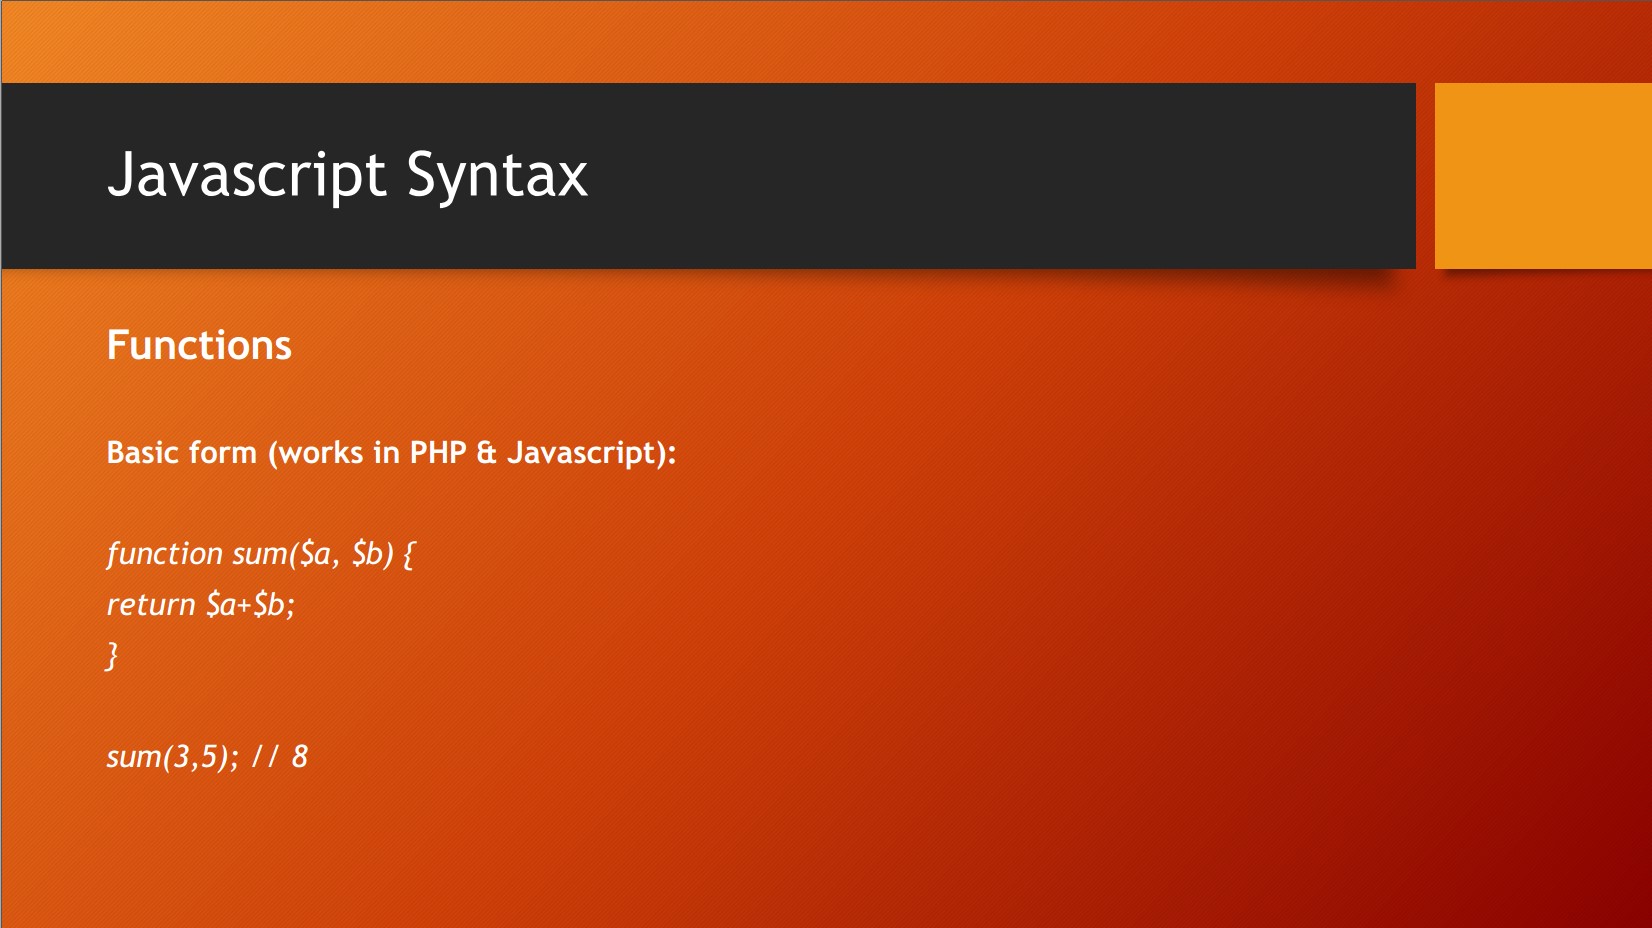 Javascript Syntax
Functions
Basic form (works in PHP & Javascript):
function sum($a, $b) {
return $a+$b;
}
sum(3,5); // 8